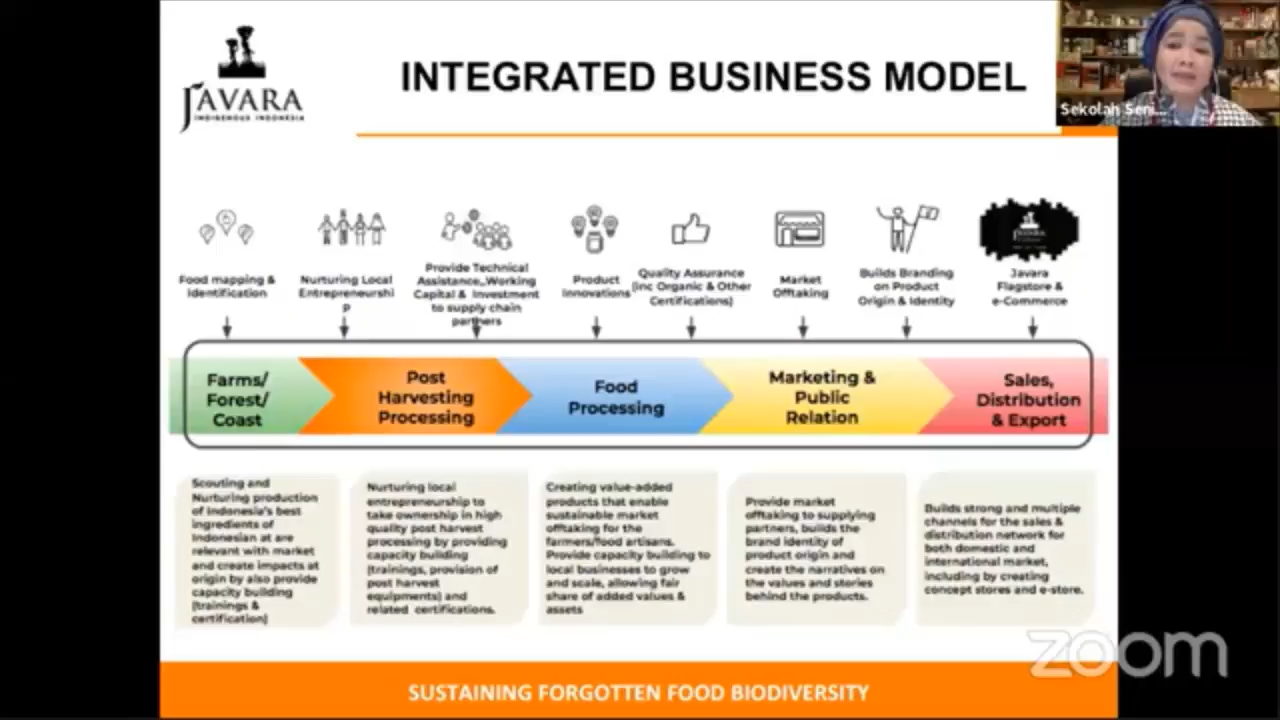 JAVARA
INDIGENOUS INDONESIA
INTEGRATED BUSINESS MODEL
Sekolah Seni...
Food mapping &
Identification
Nurturing Local
Entrepreneurshi
p
Provide Technical
Assistance,,Working
Capital & Investment
to supply chain
partners
Product
Innovations
Quality Assurance
(inc Organic & Other
Certifications)
Market
Offtaking
Builds Branding
on Product
Origin & Identity
Javara
Flagstore &
e-Commerce
Farms/
Forest/
Coast
Post
Harvesting
Processing
Food
Processing
Marketing &
Public
Relation
Sales,
Distribution
& Export
Scouting and
Nurturing production
of Indonesia's best
ingredients of
Indonesian at are
relevant with market
and create impacts at
origin by also provide
capacity building
(trainings &
certification)
Nurturing local
entrepreneurship to
take ownership in high
quality post harvest
processing by providing
capacity building
(trainings, provision of
post harvest
equipments) and
related certifications.
Creating value-added
products that enable
sustainable market
offtaking for the
farmers/food artisans.
Provide capacity building to
local businesses to grow
and scale, allowing fair
share of added values &
assets
Provide market
offtaking to supplying
partners, builds the
brand identity of
product origin and
create the narratives on
the values and stories
behind the products.
Builds strong and multiple
channels for the sales &
distribution network for
both domestic and
international market,
including by creating
concept stores and e-store.
zoom
SUSTAINING FORGOTTEN FOOD BIODIVERSITY